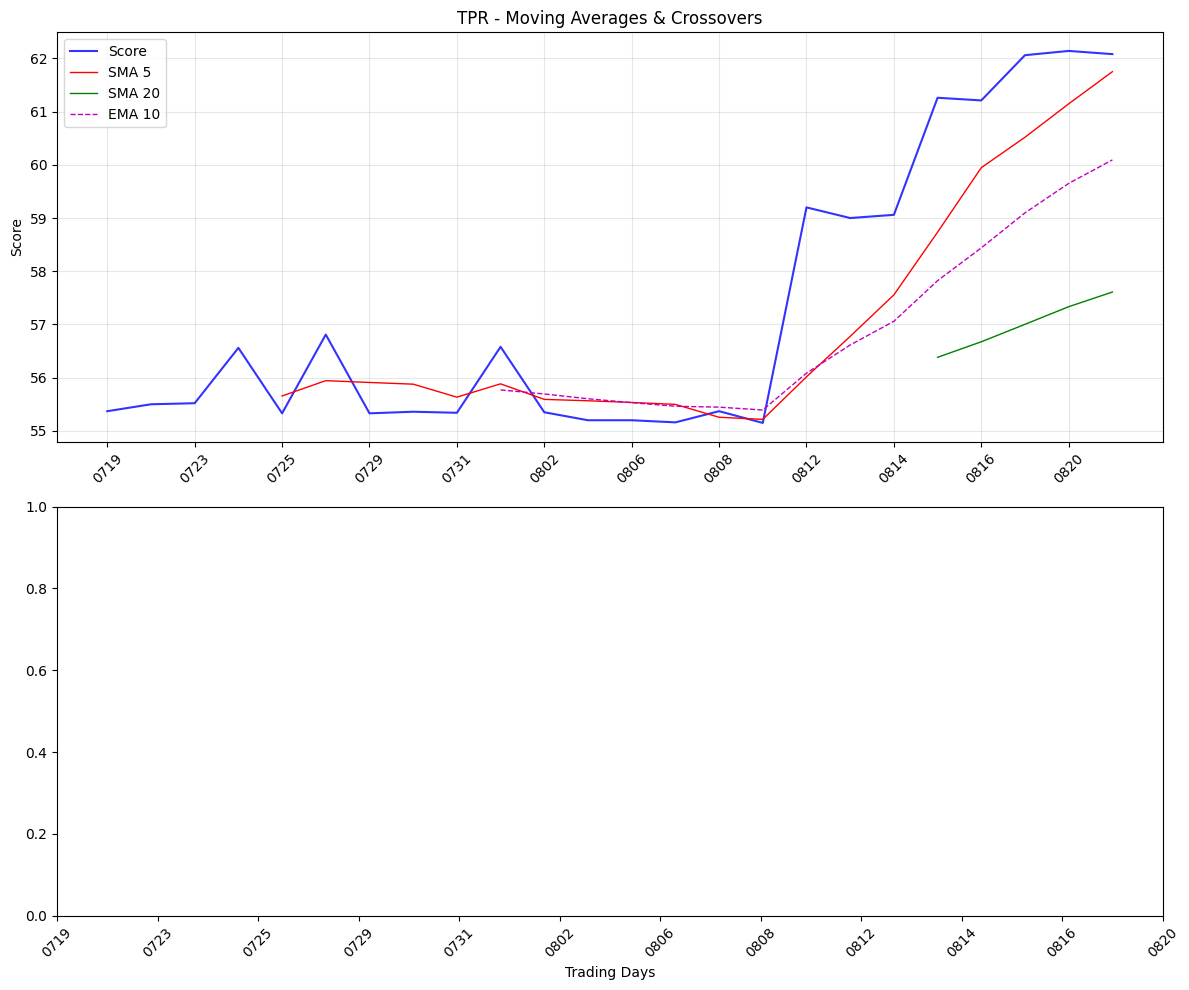 TPR - Moving Averages & Crossovers
Score
SMA 5
SMA 20
EMA 10
Score
62
61
60
59
58
57
56
55
0719 0723 0725 0729 0731 0802 0806 0808 0812 0814 0816 0820
1.0
0.8
0.6
0.4
0.2
0.0
0719 0723 0725 0729 0731 0802 0806 0808 0812 0814 0816 0820
Trading Days